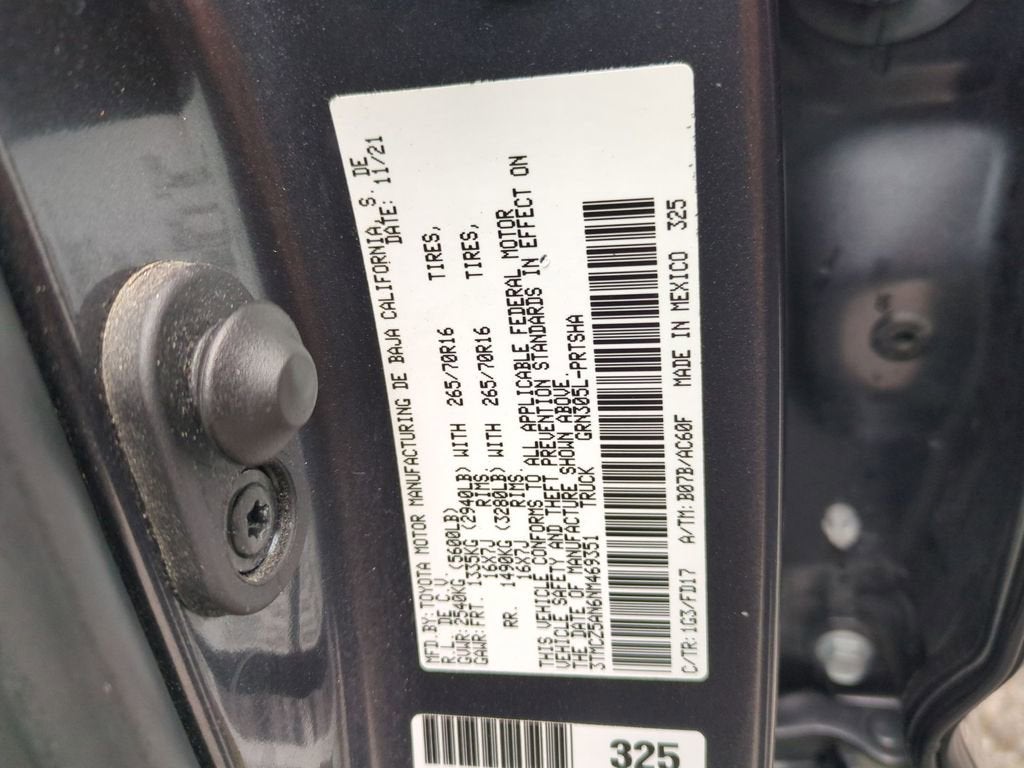 MFD.BY:TOYOTA MOTOR MANUFACTURING DE BAJA CALIFORNIA, S. DE
R.L. DE C.V. DATE: 11/21
GVWR:2548KG (5600LB)
GAWR:FRT. 1335KG (2940LB) WITH 265/70R16 TIRES,
16X7J RIMS,
RR. 1490KG (3280LB) WITH 265/70R16 TIRES,
16X7J RIMS.
THIS VEHICLE CONFORMS TO ALL APPLICABLE FEDERAL MOTOR
VEHICLE SAFETY AND THEFT PREVENTION STANDARDS IN EFFECT ON
THE DATE OF MANUFACTURE SHOWN ABOVE.
3TMCZ5AN6NM469351 TRUCK GRN305L-PRTSHA
C/TR: 1G3/FD17 A/TM: B07B/AC60F MADE IN MEXICO 325
325